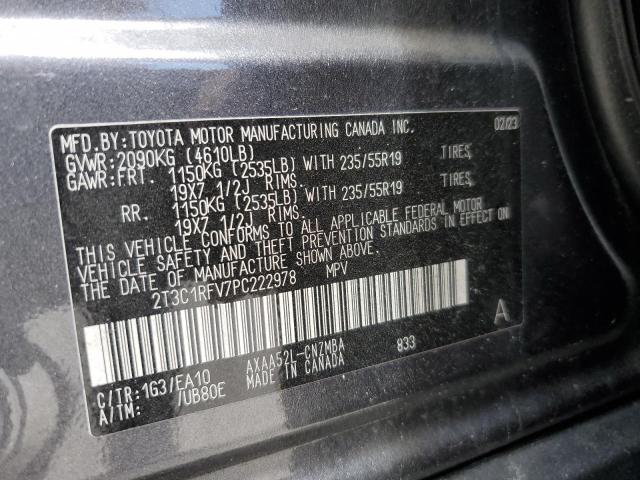 MFD.BY:TOYOTA MOTOR MANUFACTURING CANADA INC. 02/23
GVWR:2090KG (4610LB)
GAWR:FRT. 1150KG (2535LB) WITH 235/55R19 TIRES,
19X7 1/2J RIMS.
RR. 1150KG (2535LB) WITH 235/55R19 TIRES,
19X7 1/2J RIMS.
THIS VEHICLE CONFORMS TO ALL APPLICABLE FEDERAL MOTOR
VEHICLE SAFETY AND THEFT PREVENTION STANDARDS IN EFFECT ON
THE DATE OF MANUFACTURE SHOWN ABOVE.
2T3C1RFV7PC222978 MPV
A
C/TR:1G3/EA10 AXAA52L-CNZMBA 833
A/TM: /UB80E MADE IN CANADA